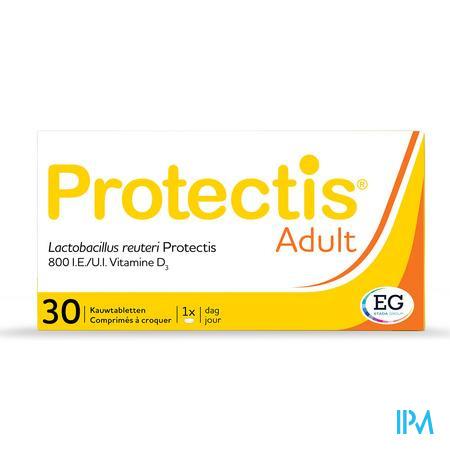 Protectis®
Adult
Lactobacillus reuteri Protectis
800 I.E./U.I. Vitamine D3
30 Kauwtabletten
Comprimés à croquer
1x dag
jour
EG
STADA GROUP
IPM